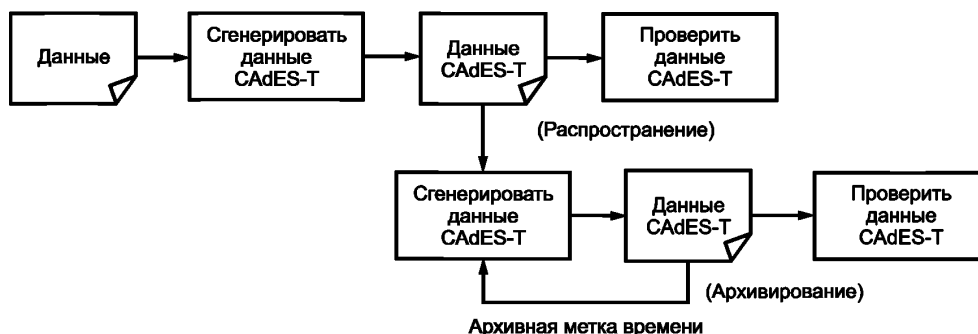 Данные
Сгенерировать
данные
CAdES-T
Данные
CAdES-T
Проверить
данные
CAdES-T
(Распространение)
Сгенерировать
данные
CAdES-T
Данные
CAdES-T
Проверить
данные
CAdES-T
(Архивирование)
Архивная метка времени